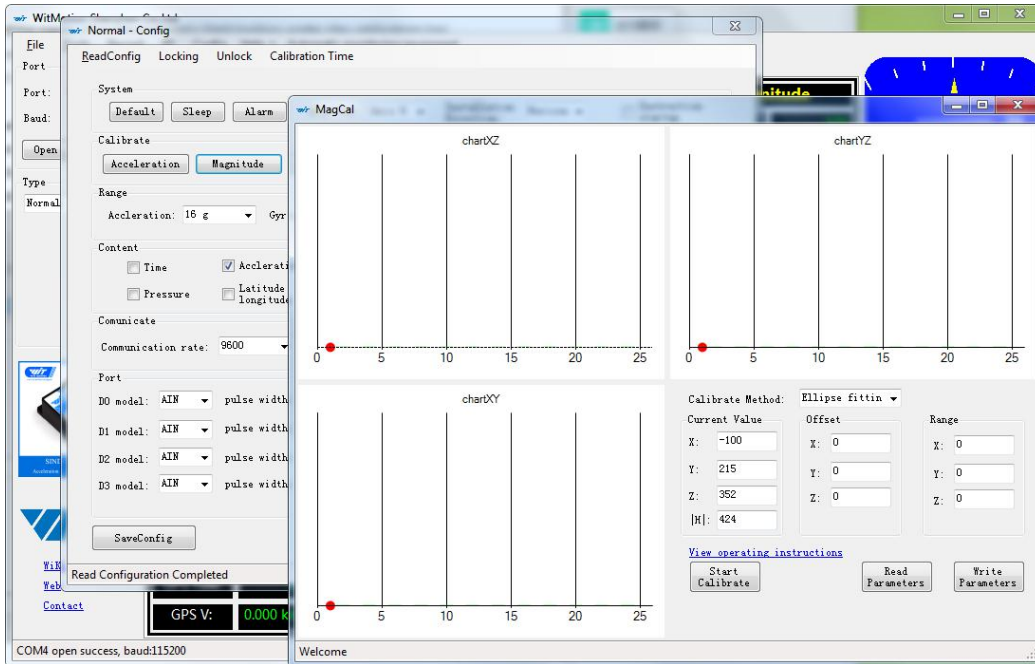 Normal - Config
File
ReadConfig Locking Unlock Calibration Time
Port
Port:
Baud:
Open
Type
Normal
System
Default Sleep Alarm
Calibrate
Acceleration Magnitude
Range
Accleration: 16 g Gyr
Content
Time Acclerati
Pressure Latitude
longitude
Comunicate
Communication rate: 9600
Port
D0 model: AIN pulse width
D1 model: AIN pulse width
D2 model: AIN pulse width
D3 model: AIN pulse width
SaveConfig
Read Configuration Completed
Web
Contact
GPS V: 0.000 k
COM4 open success, baud:115200
MagCal
chartXZ
0 5 10 15 20 25
chartYZ
0 5 10 15 20 25
chartXY
0 5 10 15 20 25
Calibrate Method: Ellipse fittin
Current Value Offset Range
X: -100 X: 0 X: 0
Y: 215 Y: 0 Y: 0
Z: 352 Z: 0 Z: 0
|H|: 424
View operating instructions
Start
Calibrate
Read
Parameters
Write
Parameters
Welcome